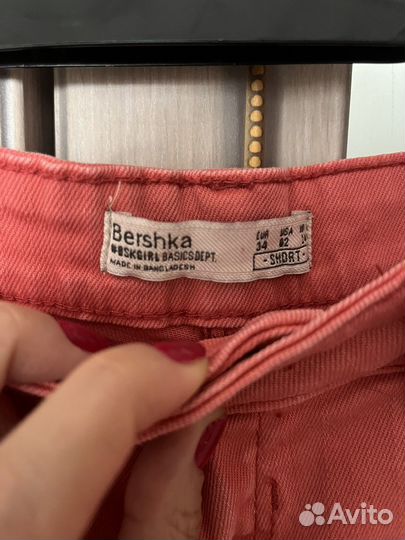 Bershka
#BSKGIRL BASICS DEPT.
MADE IN BANGLADESH
EUR USA
34 02
- SHORT -
Avito